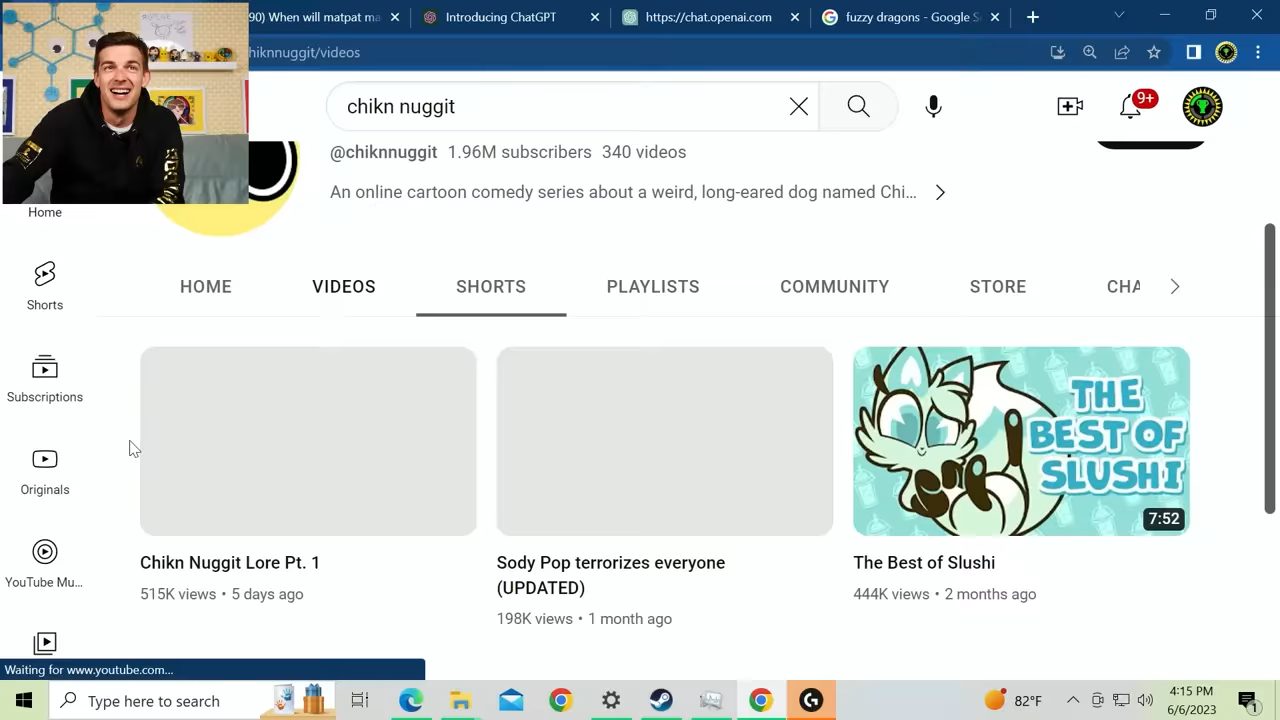 90) When will matpat m
Introducing ChatGPT
https://chat.openai.com
fuzzy dragons - Google S
hiknnuggit/videos
chikn nuggit
9+
@chiknnuggit 1.96M subscribers 340 videos
An online cartoon comedy series about a weird, long-eared dog named Chi...
Home
Shorts
Subscriptions
Originals
YouTube Mu...
HOME
VIDEOS
SHORTS
PLAYLISTS
COMMUNITY
STORE
CHA
THE
BEST OF
SLUSHI
7:52
Chikn Nuggit Lore Pt. 1
515K views • 5 days ago
Sody Pop terrorizes everyone
(UPDATED)
198K views • 1 month ago
The Best of Slushi
444K views • 2 months ago
Waiting for www.youtube.com...
Type here to search
82°F
4:15 PM
6/6/2023
1